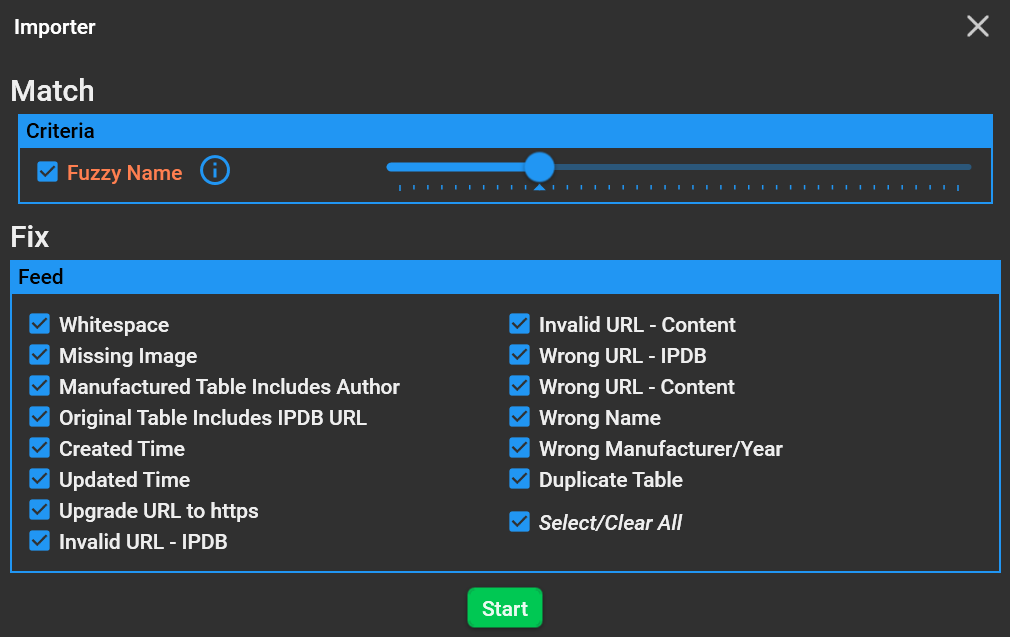 Importer
Match
Criteria
Fuzzy Name
Fix
Feed
Whitespace
Missing Image
Manufactured Table Includes Author
Original Table Includes IPDB URL
Created Time
Updated Time
Upgrade URL to https
Invalid URL - IPDB
Invalid URL - Content
Wrong URL - IPDB
Wrong URL - Content
Wrong Name
Wrong Manufacturer/Year
Duplicate Table
Select/Clear All
Start